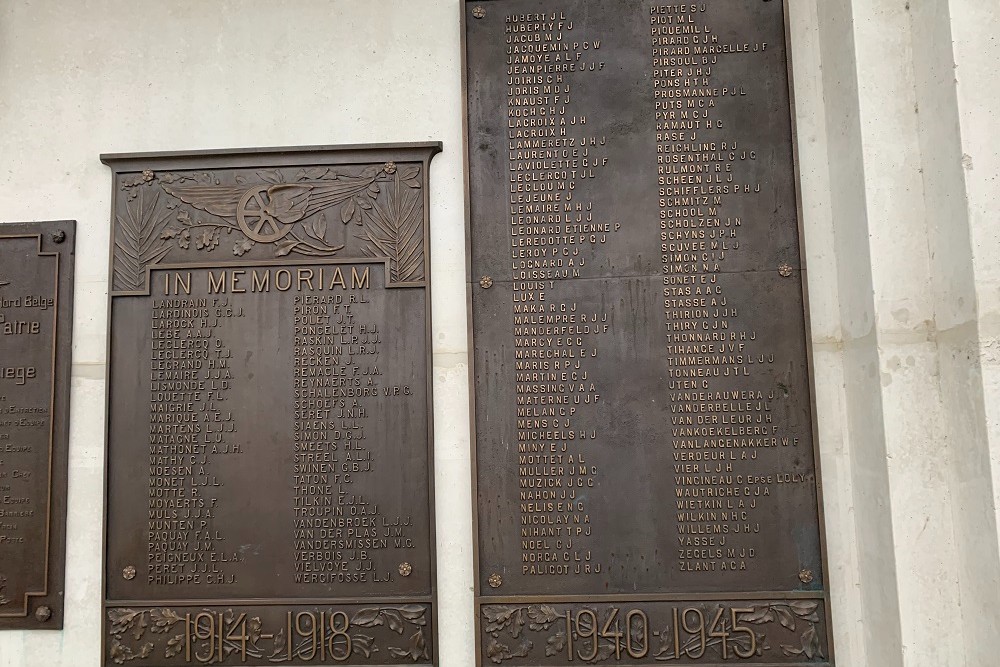 Nord Belge
IN MEMORIAM
LANDRAIN F.J.
LARDINOIS G.C.J.
LAROCK H.J.
LEBE A.A.J.
LECLERCQ O.
LECLERCQ T.J.
LEGRAND H.M.
LEMAIRE J.J.A.
LISMONDE L.D.
LOUETTE F.L.
MAIGRIE J.L.
MARIQUE A.E.J.
MARTENS L.J.J.
MATAGNE L.J.
MATHONET A.J.H.
MATHY C.J.
MOESEN A.
MONET L.J.L.
MOTTE R.
MOYAERTS F.
MULS J.J.A.
MUNTEN P.
PAQUAY F.A.L.
PAQUAY J.M.
PEIGNEUX E.L.A.
PERET J.J.L.
PHILIPPE C.H.J.
PIERARD R.L.
PIRON F.T.
POLET J.T.
PONCELET H.J.
RASKIN L.P.J.J.
RASQUIN L.R.J.
RECKEN J.
REMACLE F.J.A.
REYNAERTS A.
SCHALENBORG V.P.G.
SCHOEFS A.
SERET J.N.H.
SIAENS L.L.
SIMON D.G.J.
SMEETS H.L.
STREEL A.L.J.
SWINEN G.B.J.
TATON F.C.
THONE L.
TILKIN E.J.L.
TROUPIN D.A.J.
VANDENBROEK L.J.J.
VAN DER PLAS J.M.
VANDERSMISSEN M.G.
VERBOIS J.B.
VIELVOYE J.J.
WERGIFOSSE L.J.
1914-1918
HUBERT J L
HUBERTY F J
JACOB M J
JACQUEMIN P G W
JAMOYE A L F
JEANPIERRE J J F
JOIRIS C H
JORIS M D J
KNAUST F J
KOCH C H J
LACROIX A J H
LACROIX H
LAMMERETZ J H J
LAURENT O E J
LAVIOLETTE G F J
LECLERCQ T J L
LECLOU M G
LEJEUNE J
LEMAIRE M H J
LEONARD L J J
LEONARD ETIENNE P
LEREDOTTE P G J
LEROY P C J
LOGNARD A J
LOISSEAU M
LOUIS T
LUX E
MAKA R G J
MALEMPRE R J J
MANDERFELD J F
MARCY E G G
MARECHAL E J
MARIS R P J
MARTIN E C J
MASSING V A A
MATERNE U J F
MELAN G P
MENS C J
MICHEELS H J
MINY E J
MOTTET A L
MULLER J M G
MUZICK J G G
NAHON J J
NELIS E N G
NICOLAY N A
NIHANT T P J
NOEL C J
NORGA G L J
PALIGOT J R J
PIETTE S J
PIOT M L
PIQUEMIL L
PIRARD C J H
PIRARD MARCELLE J F
PIRSOUL B J
PITER J H J
PONS H T H
PROSMANNE P J L
PUTS M C A
PYR M C J
RAMAUT H G
RASE J
REICHLING R J
ROSENTHAL C J G
RULMONT R E
SCHEEN J L J
SCHIFFLERS P H J
SCHMITZ M
SCHOOL M
SCHOLZEN J N
SCHYNS J P H
SCUVEE M L J
SIMON C I J
SIMON N A
SONET E J
STAS A A G
STASSE A J
THIRION J J H
THIRY C J N
THONNARD R H J
TIHANGE J V F
TIMMERMANS L J J
TONNEAU J T L
UTEN G
VANDERAUWERA J
VANDERBELLE J L
VAN DER LEUR J H
VANKOEKELBERG F
VANLANGENAKKER W F
VERDEUR L A J
VIER L J H
VINCINEAU C EPSE LOLY
WAUTRICHE C J A
WIETKIN L J
WILKIN N H G
WILLEMS J H J
YASSE J
ZEGELS M J D
ZLANT A G A
1940-1945